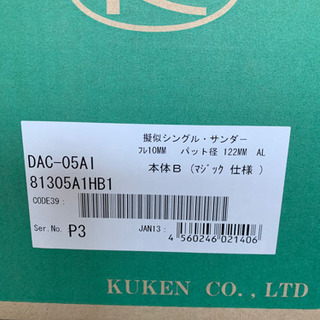 R
擬似シングル・サンダー
ﾌﾚ10MM パット径 122MM AL
DAC-05AI
本体B (ﾏｼﾞｯｸ 仕様 )
81305A1HB1
CODE39:
Ser.No. P3
JAN13:
4 560246 021406
KUKEN CO., LTD